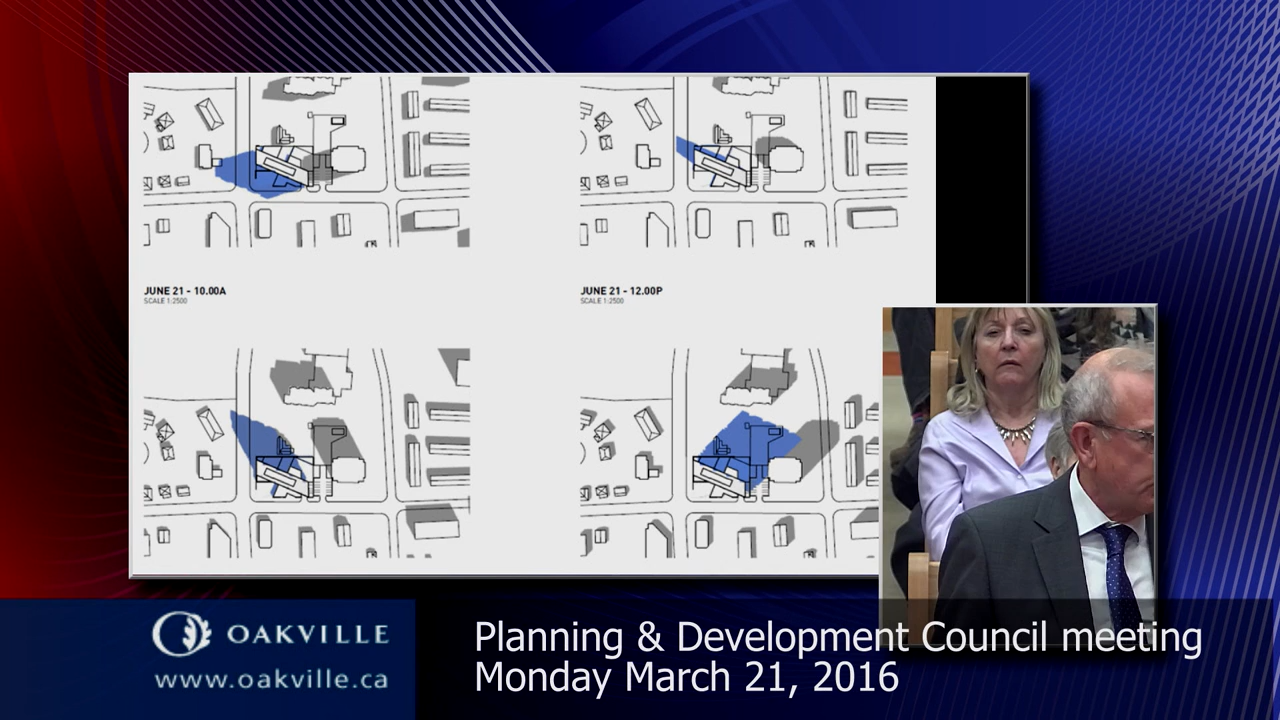 JUNE 21 - 10.00A
SCALE 1:2500
JUNE 21 - 12.00P
SCALE 1:2500
OAKVILLE
www.oakville.ca
Planning & Development Council meeting
Monday March 21, 2016